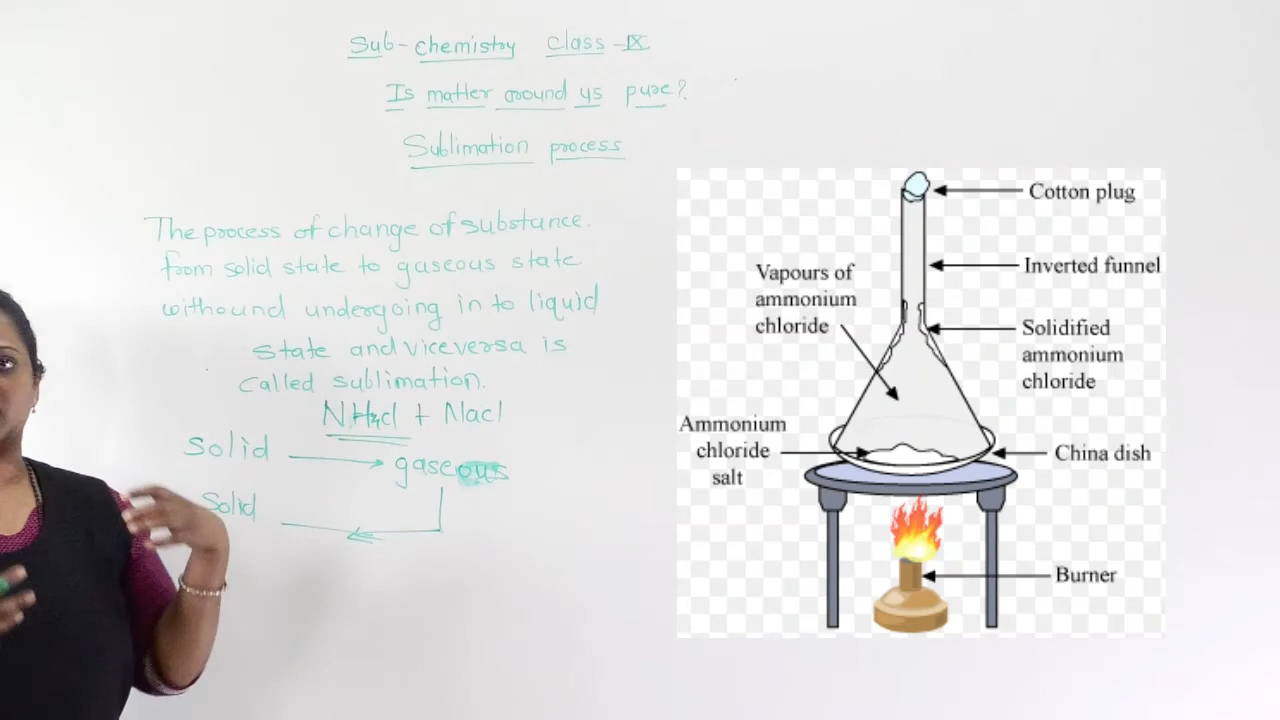 Sub-chemistry class-IX
Is matter around us pure?
Sublimation process
The process of change of substance.
from solid state to gaseous state
withound undergoing in to liquid
state and viceversa is
called sublimation.
NH4cl + Nacl
Solid → gaseous
Solid
Cotton plug
Inverted funnel
Vapours of
ammonium
chloride
Solidified
ammonium
chloride
Ammonium
chloride
salt
China dish
Burner